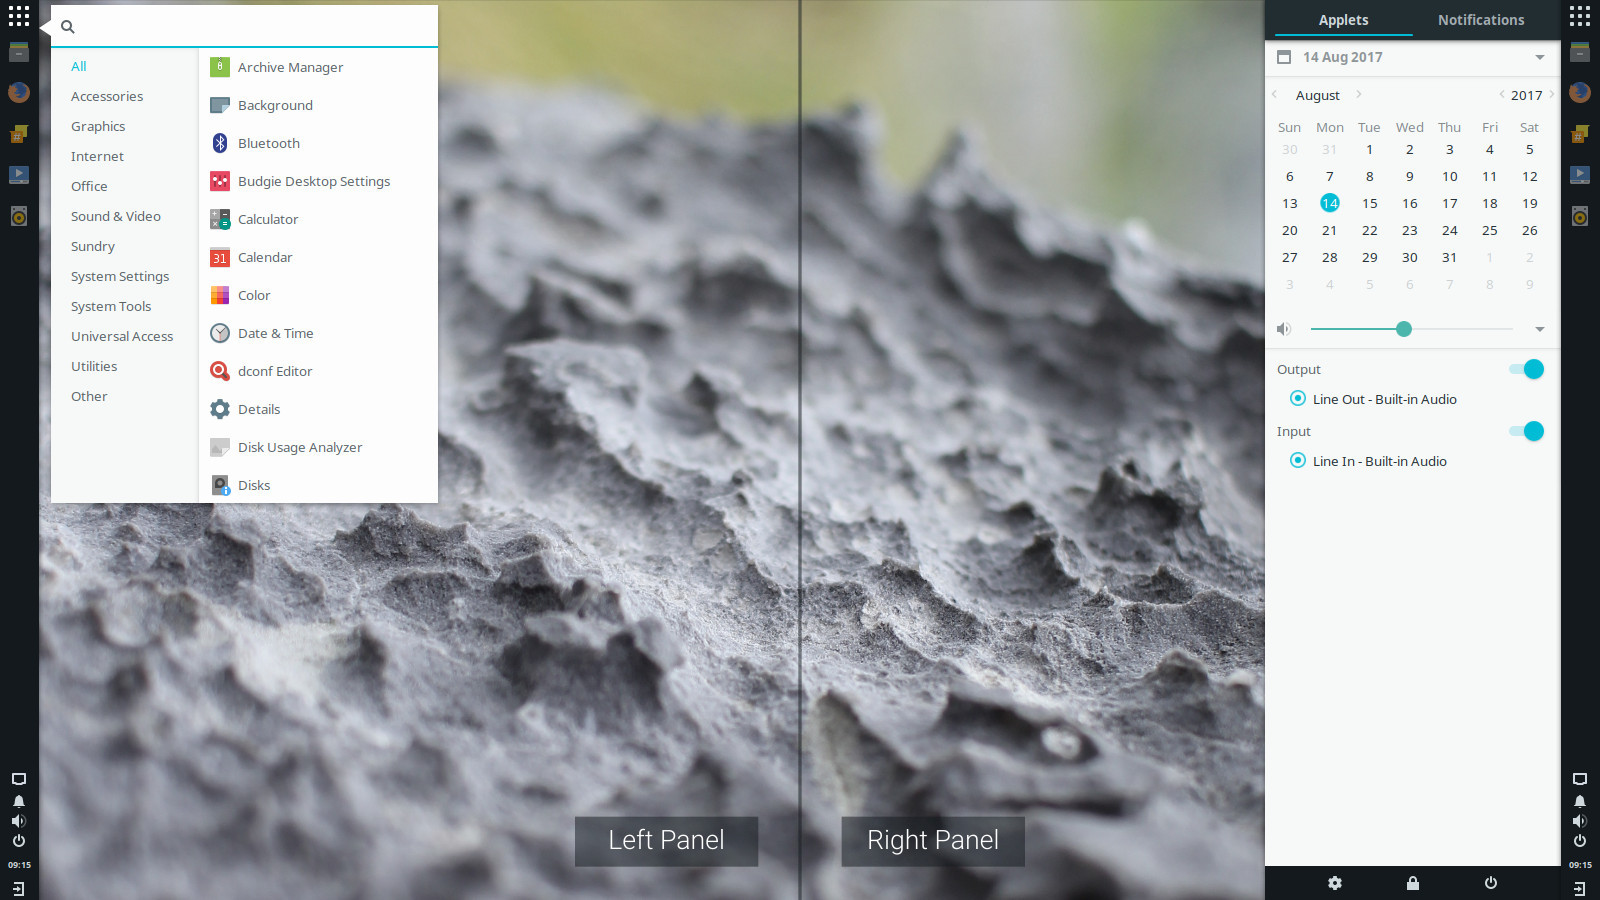 All
Accessories
Graphics
Internet
Office
Sound & Video
Sundry
System Settings
System Tools
Universal Access
Utilities
Other
Archive Manager
Background
Bluetooth
Budgie Desktop Settings
Calculator
31
Calendar
Color
Date & Time
dconf Editor
Details
Disk Usage Analyzer
Disks
09:15
Left Panel
Right Panel
Applets Notifications
14 Aug 2017
August 2017
Sun Mon Tue Wed Thu Fri Sat
30 31 1 2 3 4 5
6 7 8 9 10 11 12
13 14 15 16 17 18 19
20 21 22 23 24 25 26
27 28 29 30 31 1 2
3 4 5 6 7 8 9
Output
Line Out - Built-in Audio
Input
Line In - Built-in Audio
09:15